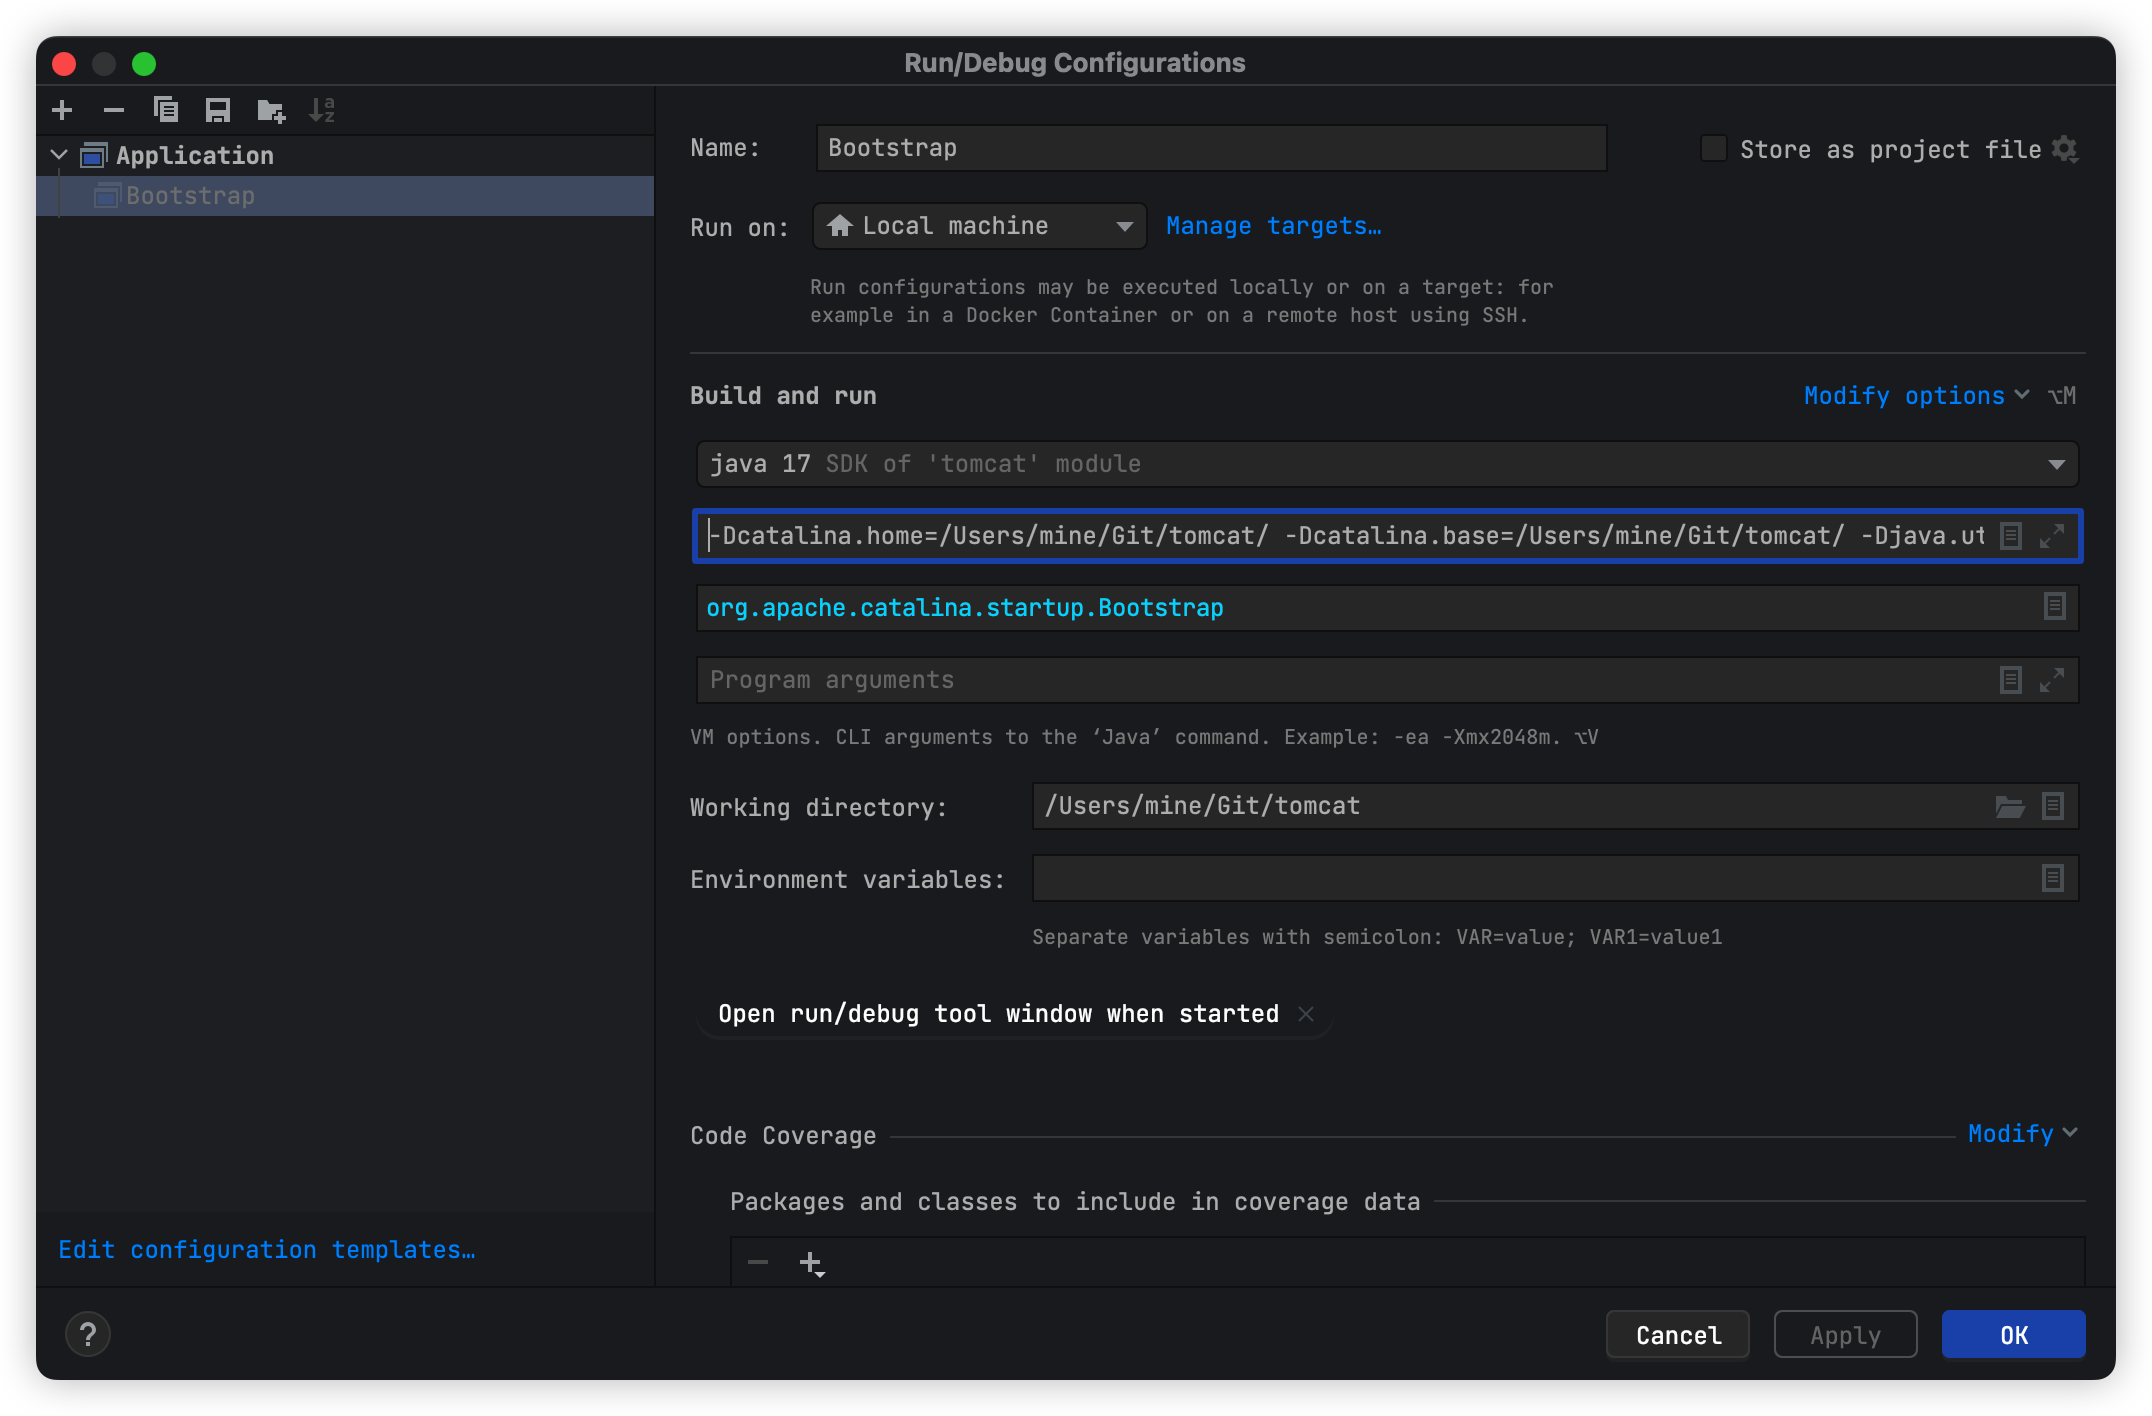 Run/Debug Configurations
Application
Bootstrap
Edit configuration templates…
Name: Bootstrap
Store as project file
Run on: Local machine Manage targets…
Run configurations may be executed locally or on a target: for
example in a Docker Container or on a remote host using SSH.
Build and run
Modify options ⌥M
java 17 SDK of 'tomcat' module
-Dcatalina.home=/Users/mine/Git/tomcat/ -Dcatalina.base=/Users/mine/Git/tomcat/ -Djava.ut
org.apache.catalina.startup.Bootstrap
Program arguments
VM options. CLI arguments to the ‘Java’ command. Example: -ea -Xmx2048m. ⌥V
Working directory: /Users/mine/Git/tomcat
Environment variables:
Separate variables with semicolon: VAR=value; VAR1=value1
Open run/debug tool window when started
Code Coverage
Modify
Packages and classes to include in coverage data
?
Cancel
Apply
OK